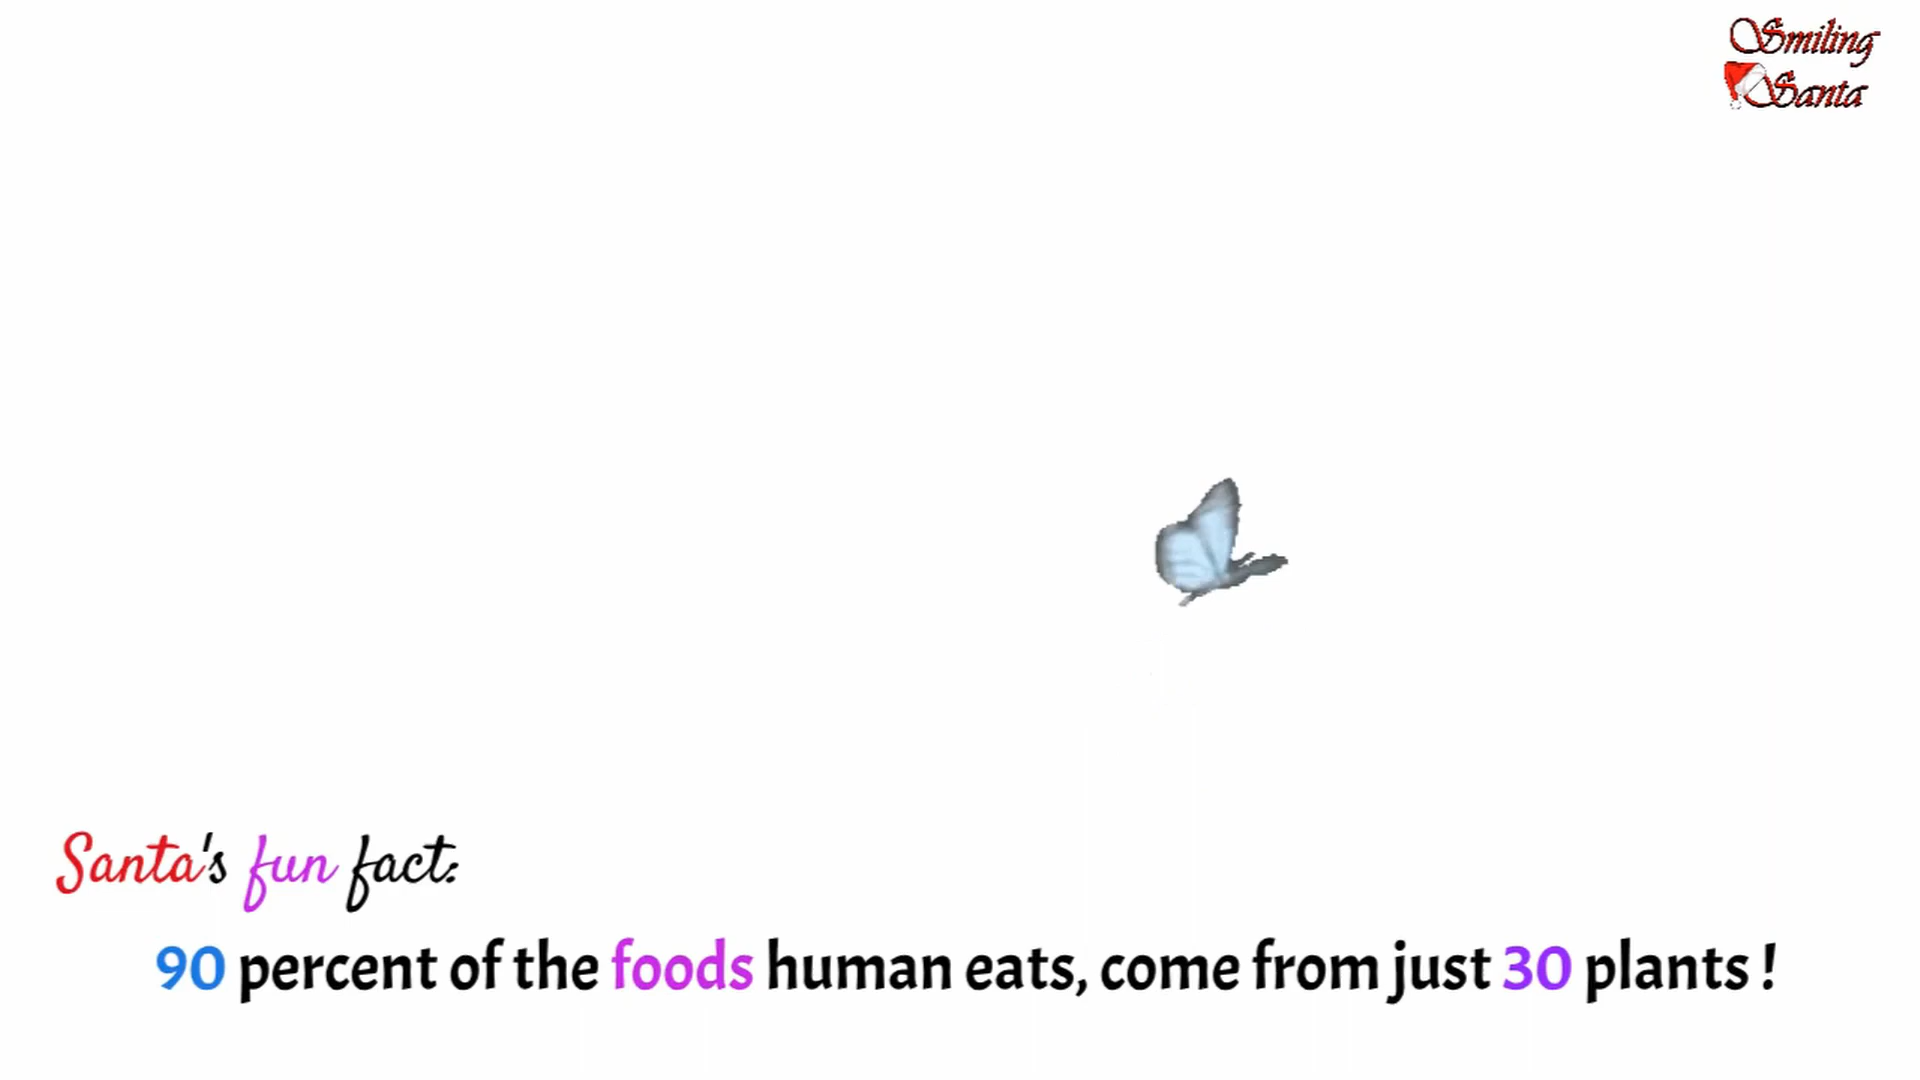 Smiling
Santa
Santa's fun fact:
90 percent of the foods human eats, come from just 30 plants !